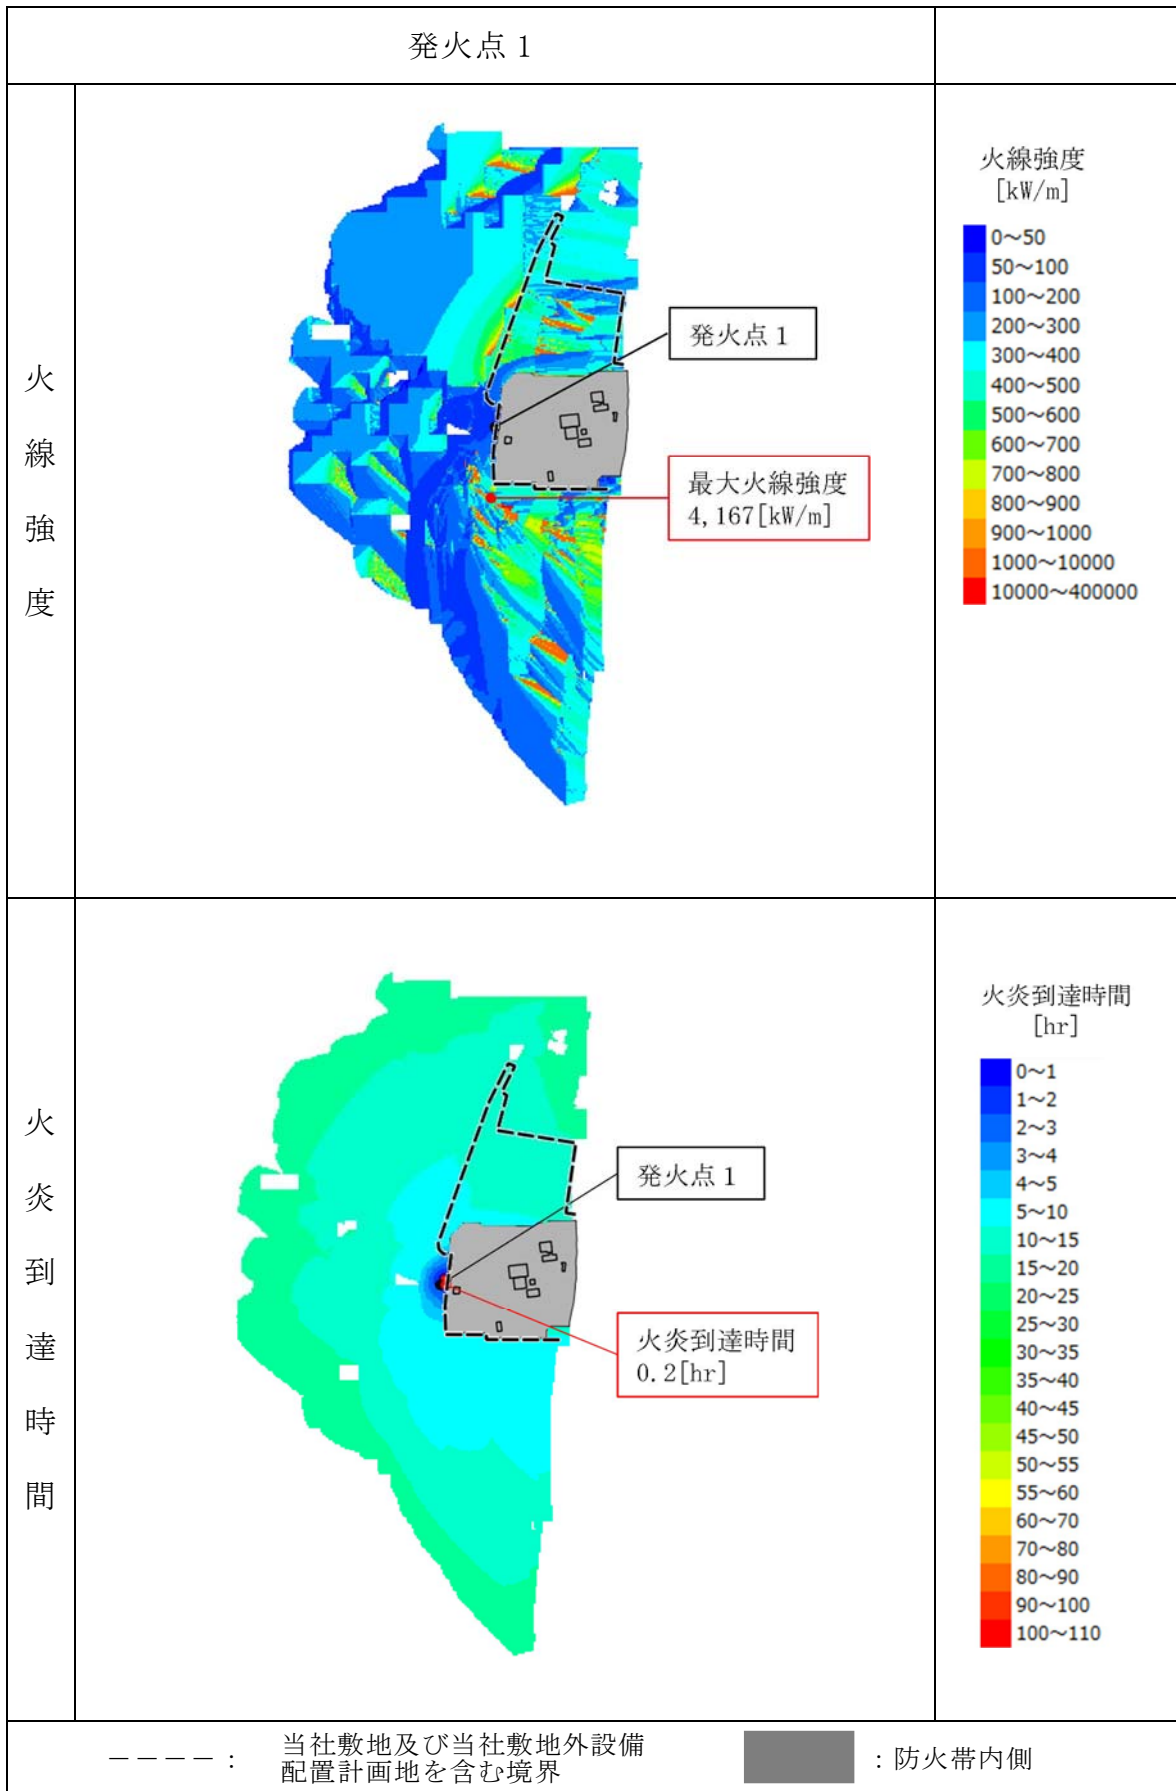 発火点 1
火線強度
火線強度
[kW/m]
0～50
50～100
100～200
200～300
300～400
400～500
500～600
600～700
700～800
800～900
900～1000
1000～10000
10000～400000
発火点 1
最大火線強度
4,167[kW/m]
火炎到達時間
火炎到達時間
[hr]
0～1
1～2
2～3
3～4
4～5
5～10
10～15
15～20
20～25
25～30
30～35
35～40
40～45
45～50
50～55
55～60
60～70
70～80
80～90
90～100
100～110
発火点 1
火炎到達時間
0.2[hr]
－－－－：
当社敷地及び当社敷地外設備
配置計画地を含む境界
：防火帯内側